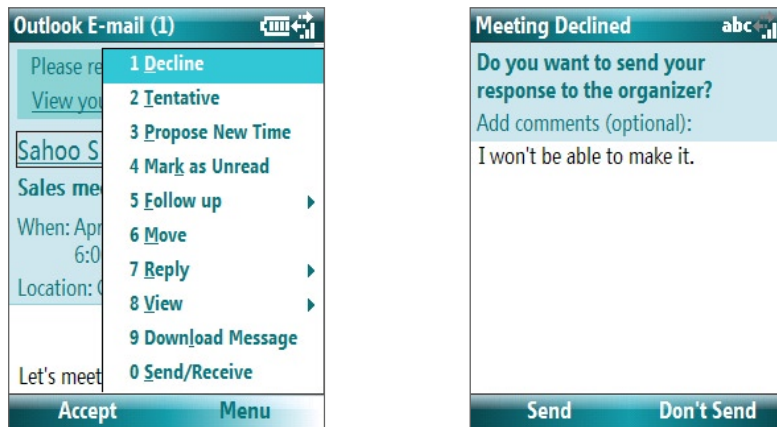 Outlook E-mail (1)
Please re
View you
Sahoo S
Sales me
When: Apr
6:0
Location:
Let's meet
1 Decline
2 Tentative
3 Propose New Time
4 Mark as Unread
5 Follow up
6 Move
7 Reply
8 View
9 Download Message
0 Send/Receive
Accept
Menu
Meeting Declined
abc
Do you want to send your
response to the organizer?
Add comments (optional):
I won't be able to make it.
Send
Don't Send